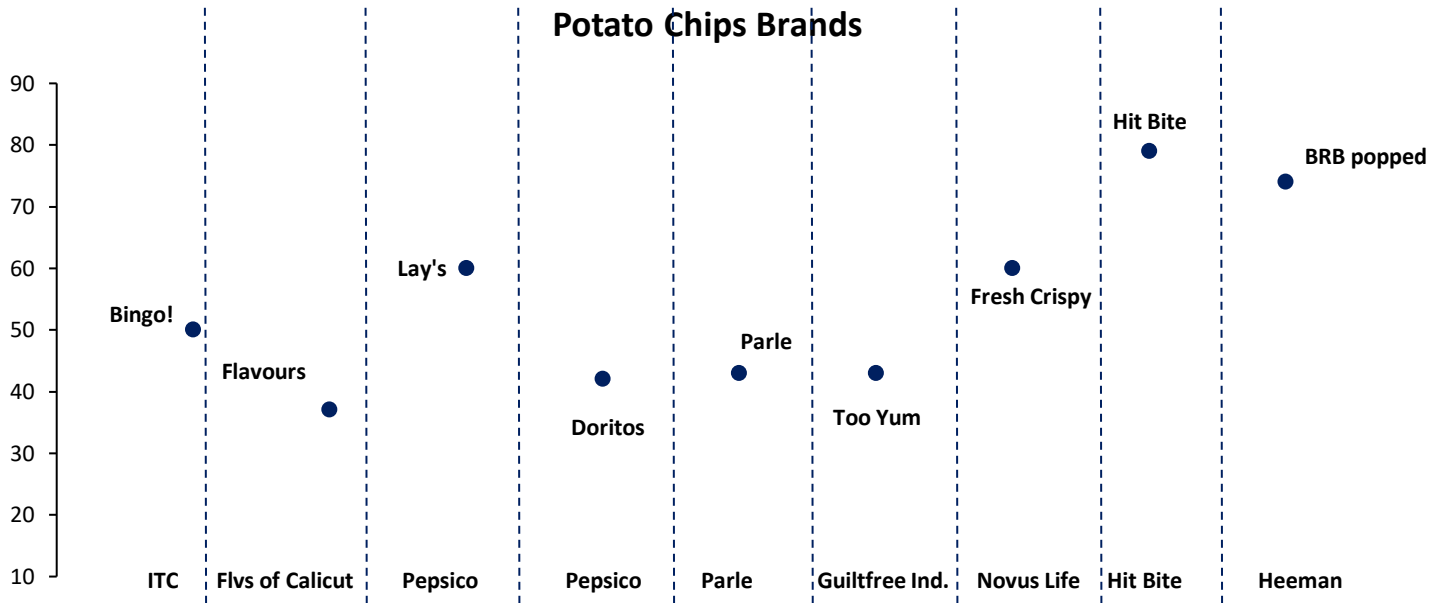 Potato Chips Brands
90
80
70
60
50
40
30
20
10
Hit Bite
BRB popped
Lay's
Fresh Crispy
Bingo!
Parle
Flavours
Too Yum
Doritos
ITC Flvs of Calicut Pepsico Pepsico Parle Guiltfree Ind. Novus Life Hit Bite Heeman